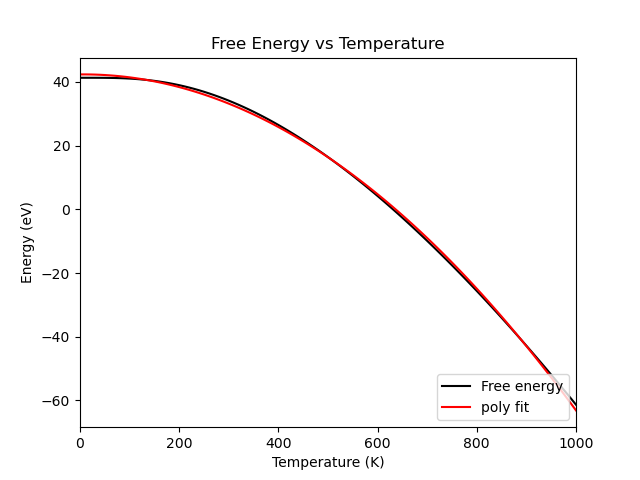 Free Energy vs Temperature
Energy (eV)
40
20
0
−20
−40
−60
Free energy
poly fit
0 200 400 600 800 1000
Temperature (K)